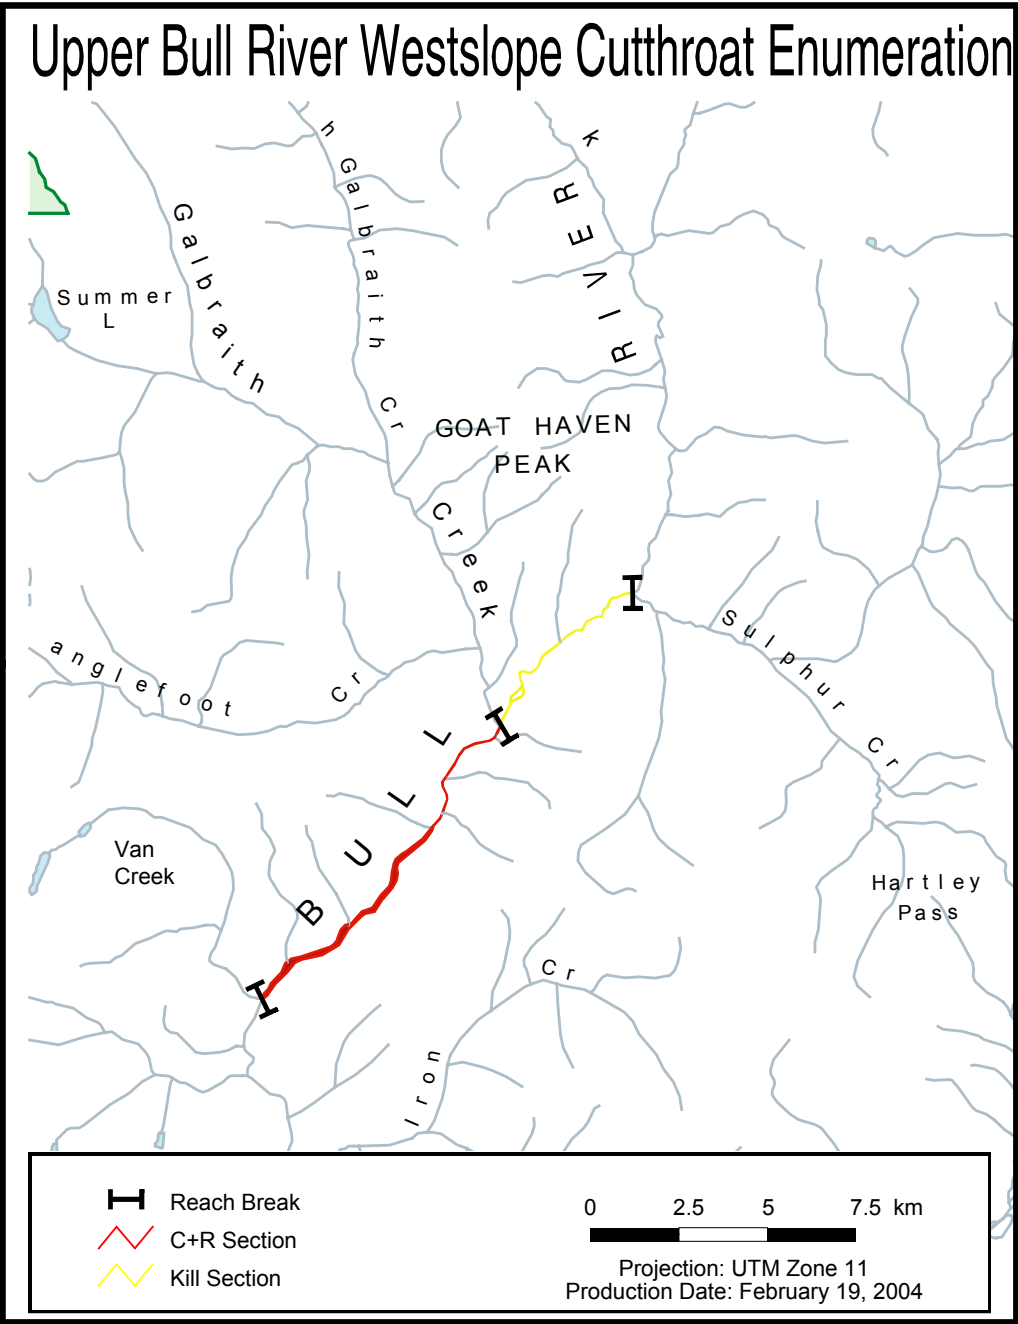 Upper Bull River Westslope Cutthroat Enumeration
k
h Galbraith Cr
Galbraith
Creek
RIVER
Summer
L
GOAT HAVEN
PEAK
anglefoot Cr
Sulphur Cr
BULL
Van
Creek
Hartley
Pass
Cr
Iron
Reach Break
C+R Section
Kill Section
0 2.5 5 7.5 km
Projection: UTM Zone 11
Production Date: February 19, 2004